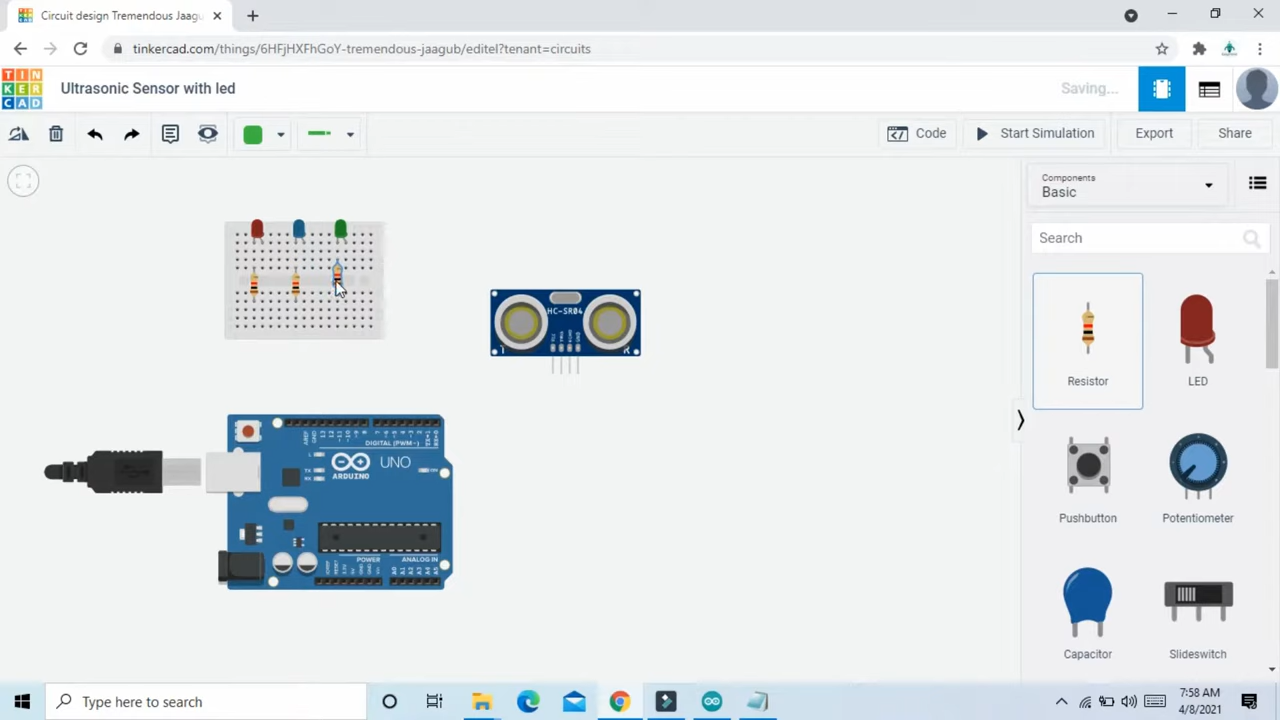 Circuit design Tremendous Jaagu
tinkercad.com/things/6HFjHXFhGoY-tremendous-jaagub/editel?tenant=circuits
TIN
KER
CAD
Ultrasonic Sensor with led
Saving...
Code
Start Simulation
Export
Share
Components
Basic
Search
Resistor
LED
Pushbutton
Potentiometer
Capacitor
Slideswitch
HC-SR04
T
R
DIGITAL (PWM~)
UNO
ARDUINO
POWER
ANALOG IN
Type here to search
7:58 AM
4/8/2021